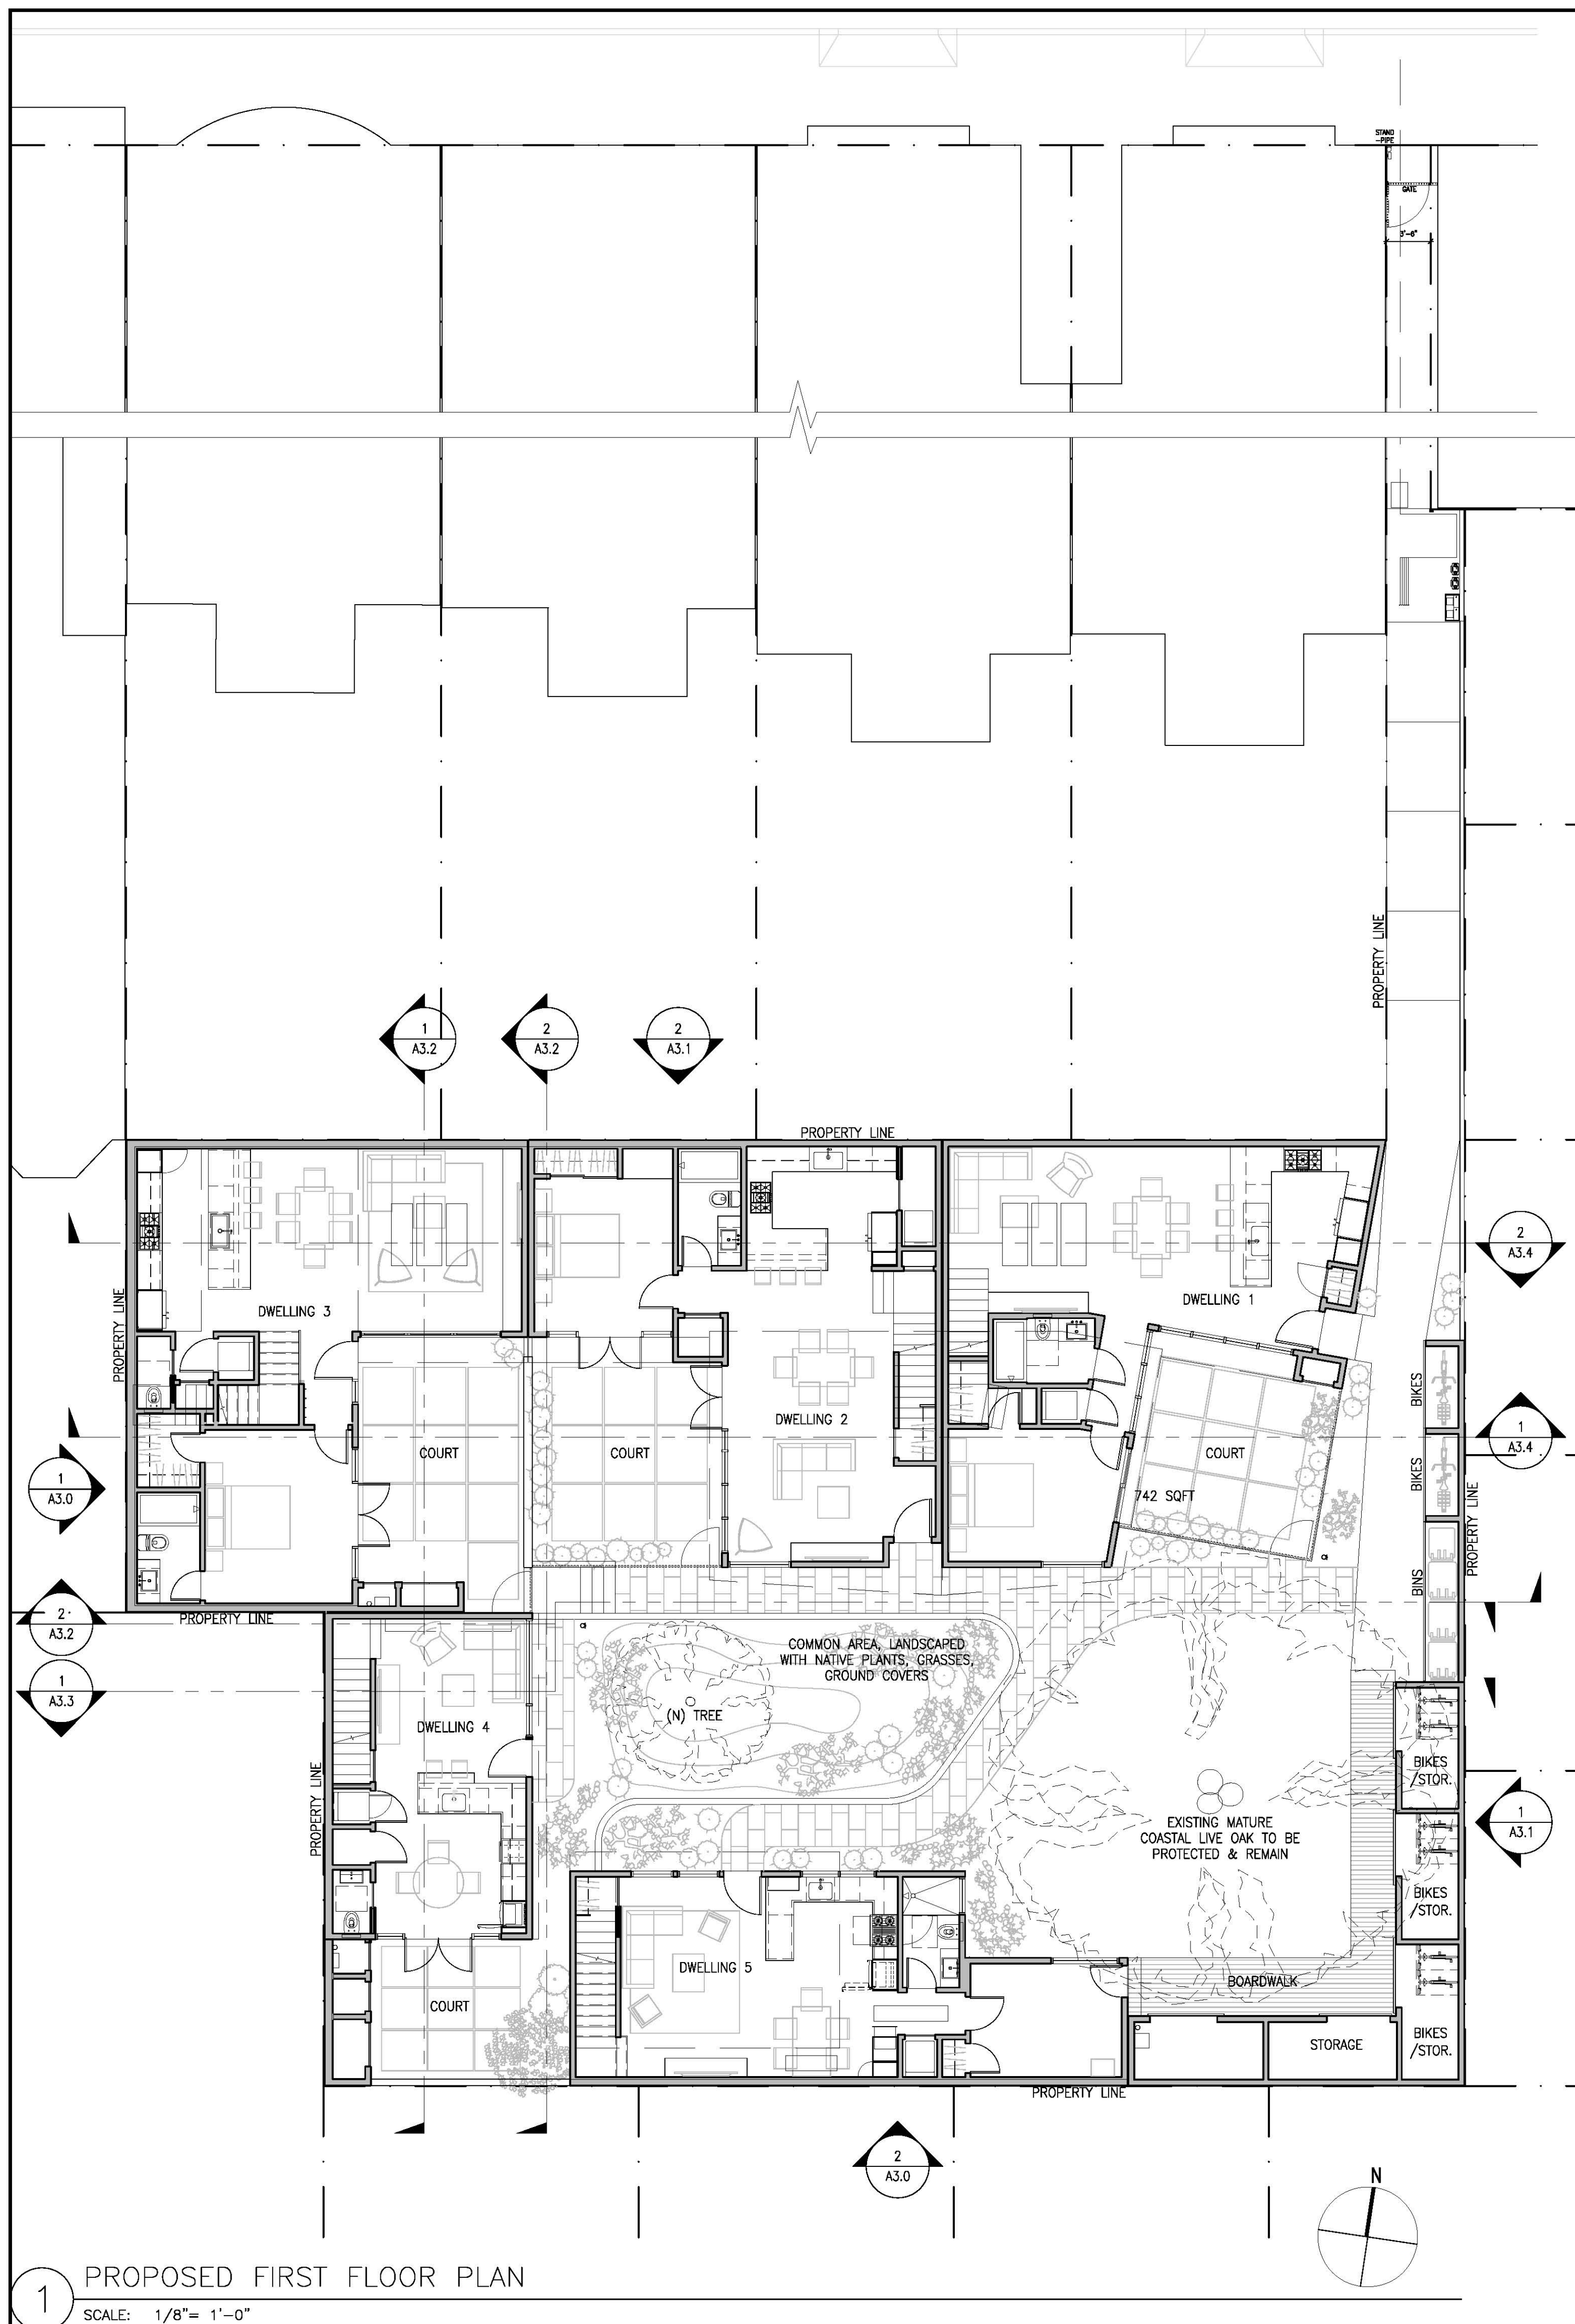 STAND
-PIPE
GATE
3'-6"
PROPERTY LINE
1
A3.2
2
A3.2
2
A3.1
PROPERTY LINE
2
A3.4
DWELLING 3
DWELLING 1
PROPERTY LINE
DWELLING 2
BIKES
COURT
COURT
COURT
1
A3.4
1
A3.0
BIKES
742 SQFT
PROPERTY LINE
BINS
2
A3.2
PROPERTY LINE
COMMON AREA, LANDSCAPED
WITH NATIVE PLANTS, GRASSES,
GROUND COVERS
1
A3.3
(N) TREE
DWELLING 4
PROPERTY LINE
BIKES
/STOR.
EXISTING MATURE
COASTAL LIVE OAK TO BE
PROTECTED & REMAIN
1
A3.1
BIKES
/STOR.
DWELLING 5
BOARDWALK
COURT
STORAGE
BIKES
/STOR.
PROPERTY LINE
2
A3.0
N
1
PROPOSED FIRST FLOOR PLAN
SCALE: 1/8"= 1'-0"